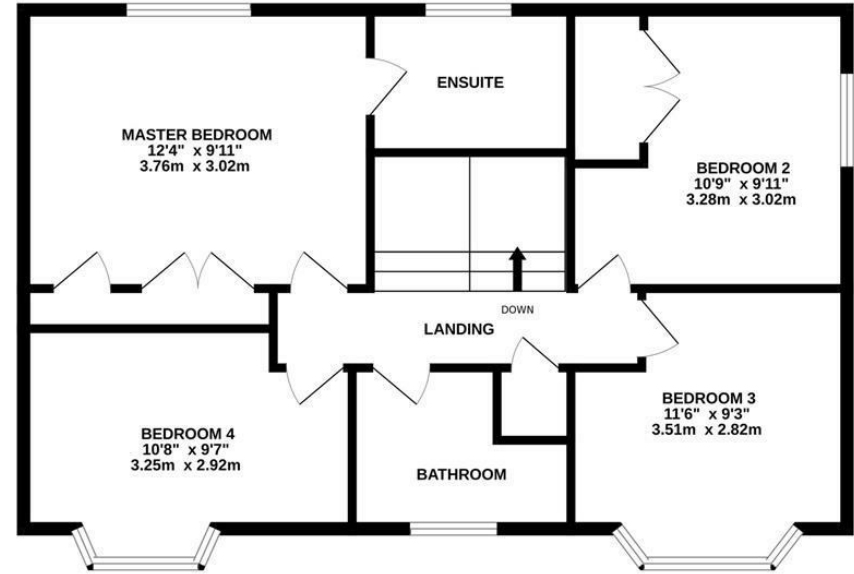 ENSUITE
MASTER BEDROOM
12'4" x 9'11"
3.76m x 3.02m
BEDROOM 2
10'9" x 9'11"
3.28m x 3.02m
DOWN
LANDING
BEDROOM 3
11'6" x 9'3"
3.51m x 2.82m
BEDROOM 4
10'8" x 9'7"
3.25m x 2.92m
BATHROOM